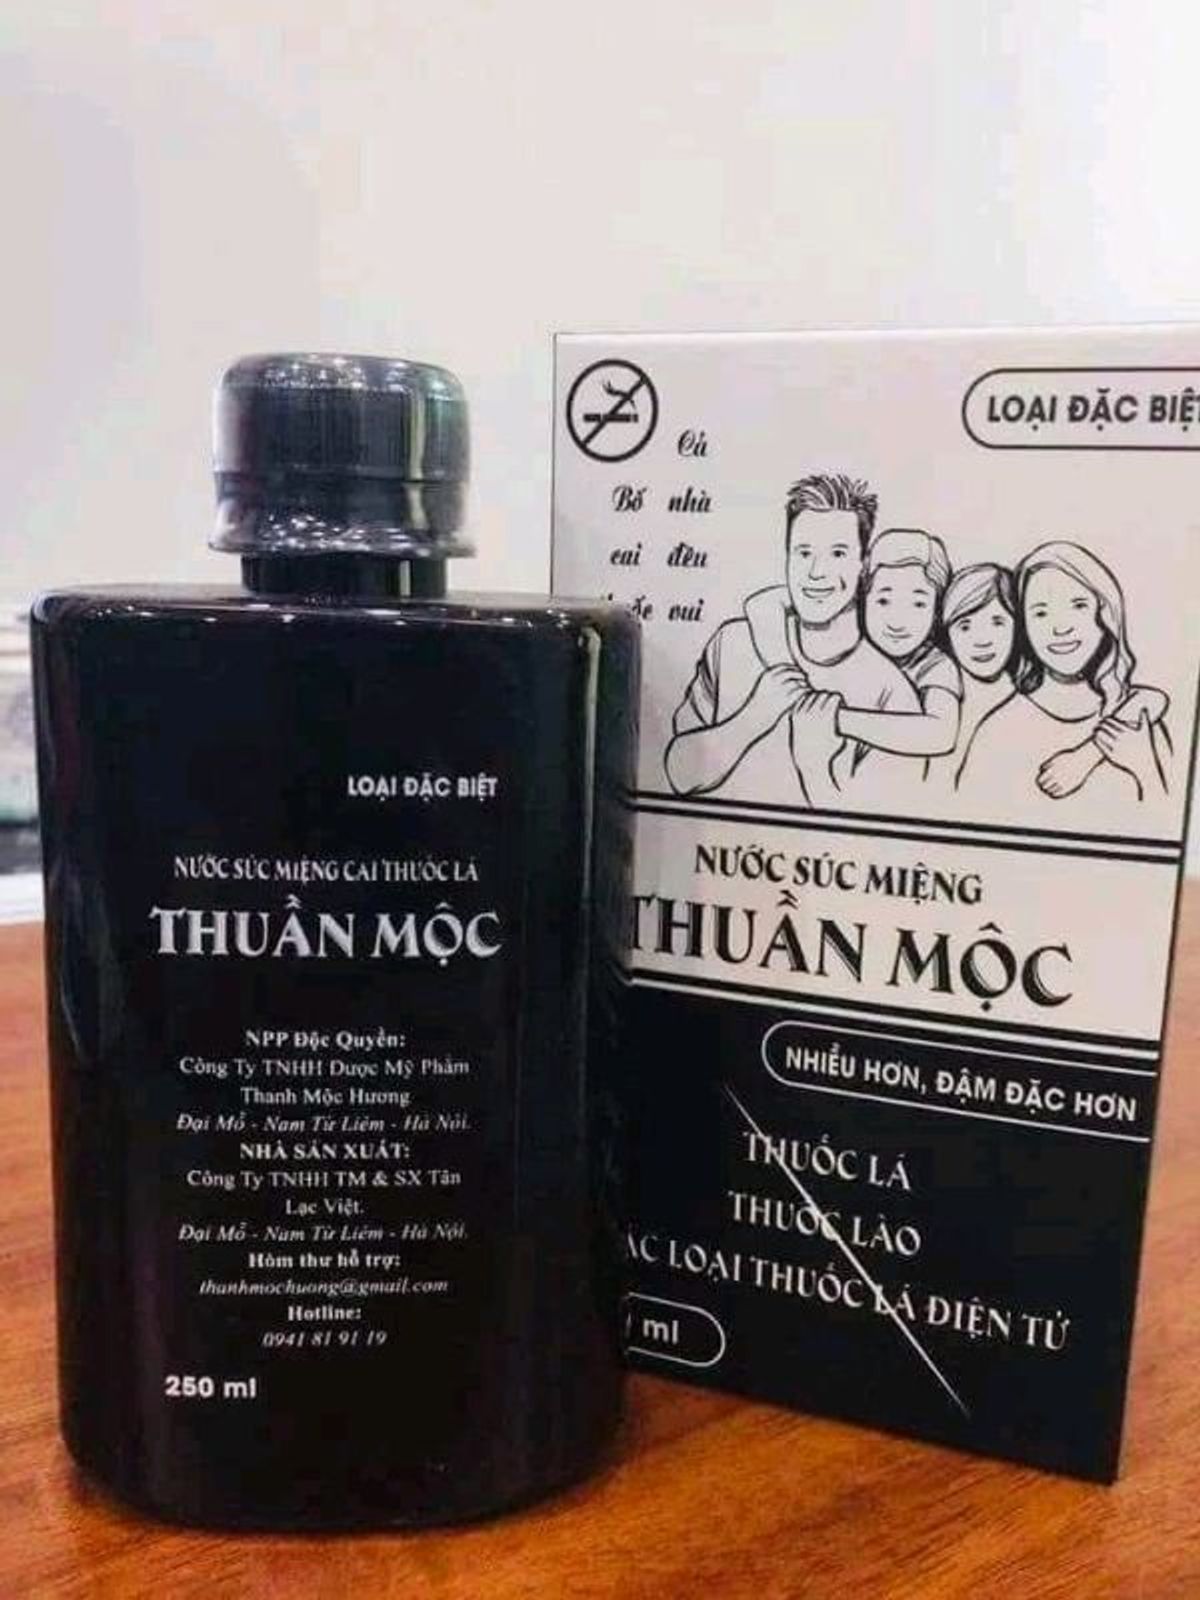 LOẠI ĐẶC BIỆT
NƯỚC SÚC MIỆNG CAI THUỐC LÁ
THUẦN MỘC
NPP Độc Quyền:
Công Ty TNHH Dược Mỹ Phẩm
Thanh Mộc Hương
Đại Mỗ - Nam Từ Liêm - Hà Nội.
NHÀ SẢN XUẤT:
Công Ty TNHH TM & SX Tân
Lạc Việt.
Đại Mỗ - Nam Từ Liêm - Hà Nội.
Hòm thư hỗ trợ:
thanhmochuong@gmail.com
Hotline:
0941 81 91 19
250 ml
LOẠI ĐẶC BIỆT
Cả
Bố nhà
cai đều
vui
NƯỚC SÚC MIỆNG
THUẦN MỘC
NHIỀU HƠN, ĐẬM ĐẶC HƠN
THUỐC LÁ
THUỐC LÀO
LOẠI THUỐC LÁ ĐIỆN TỬ
ml